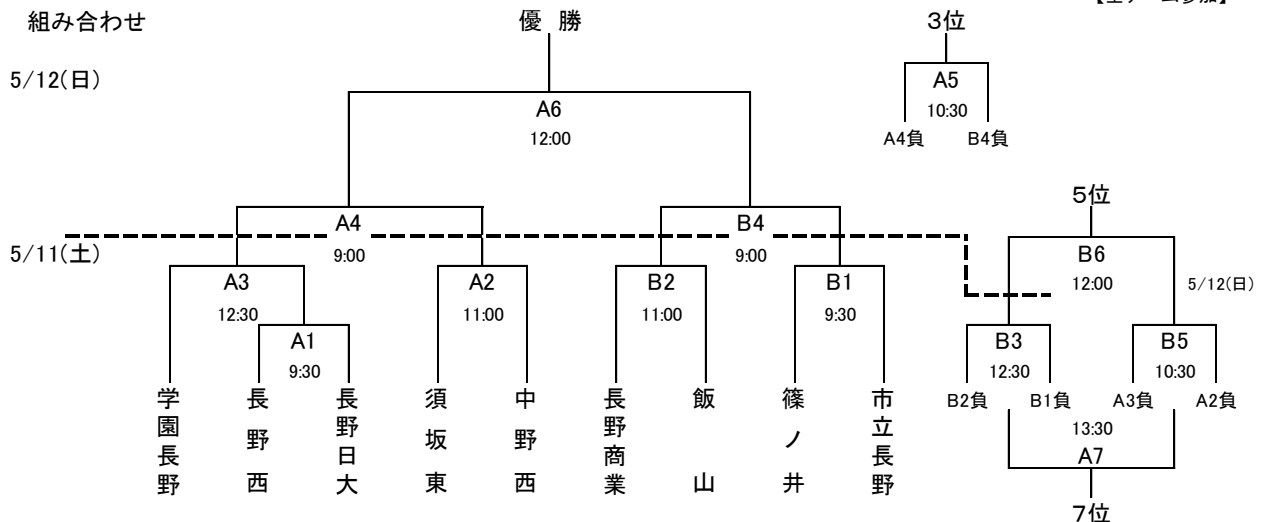 組み合わせ
優 勝
3位
5/12(日)
A6
12:00
A5
10:30
A4負 B4負
5位
A4
9:00
B4
9:00
5/11(土)
B6
12:00
5/12(日)
A3
12:30
A2
11:00
B2
11:00
B1
9:30
A1
9:30
B3
12:30
B5
10:30
B2負 B1負 A3負 A2負
学園長野
長野西
長野日大
須坂東
中野西
長野商業
飯山
篠ノ井
市立長野
13:30
A7
7位